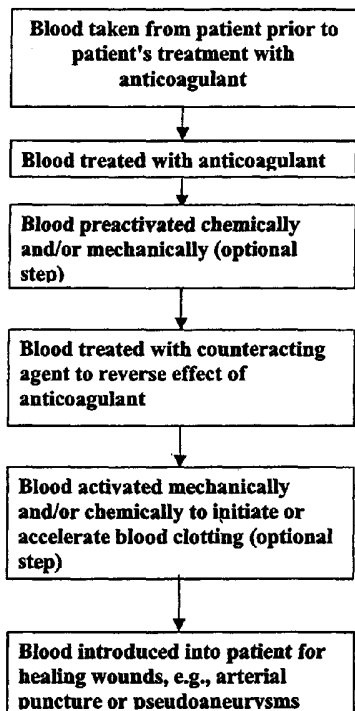 Blood taken from patient prior to
patient's treatment with
anticoagulant
Blood treated with anticoagulant
Blood preactivated chemically
and/or mechanically (optional
step)
Blood treated with counteracting
agent to reverse effect of
anticoagulant
Blood activated mechanically
and/or chemically to initiate or
accelerate blood clotting (optional
step)
Blood introduced into patient for
healing wounds, e.g., arterial
puncture or pseudoaneurysms